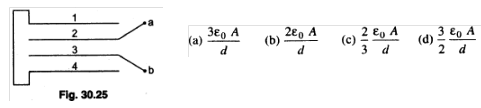 1
a
2
3
4
b
Fig. 30.25
(a) 3ε₀ A / d (b) 2ε₀ A / d (c) 2/3 ε₀ A / d (d) 3/2 ε₀ A / d